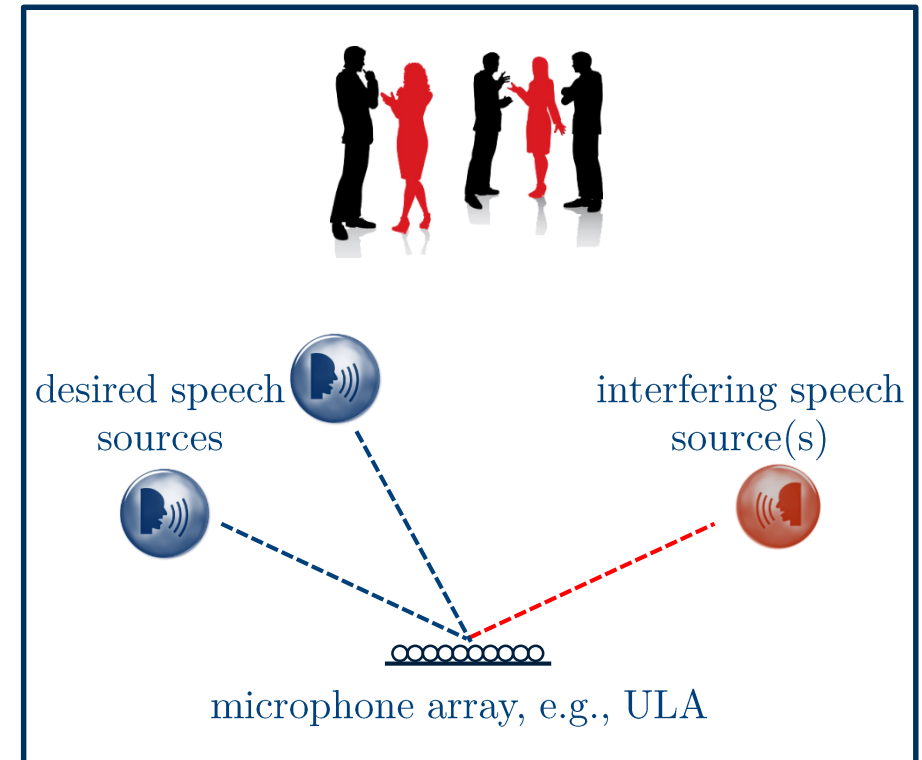 desired speech
sources
interfering speech
source(s)
microphone array, e.g., ULA